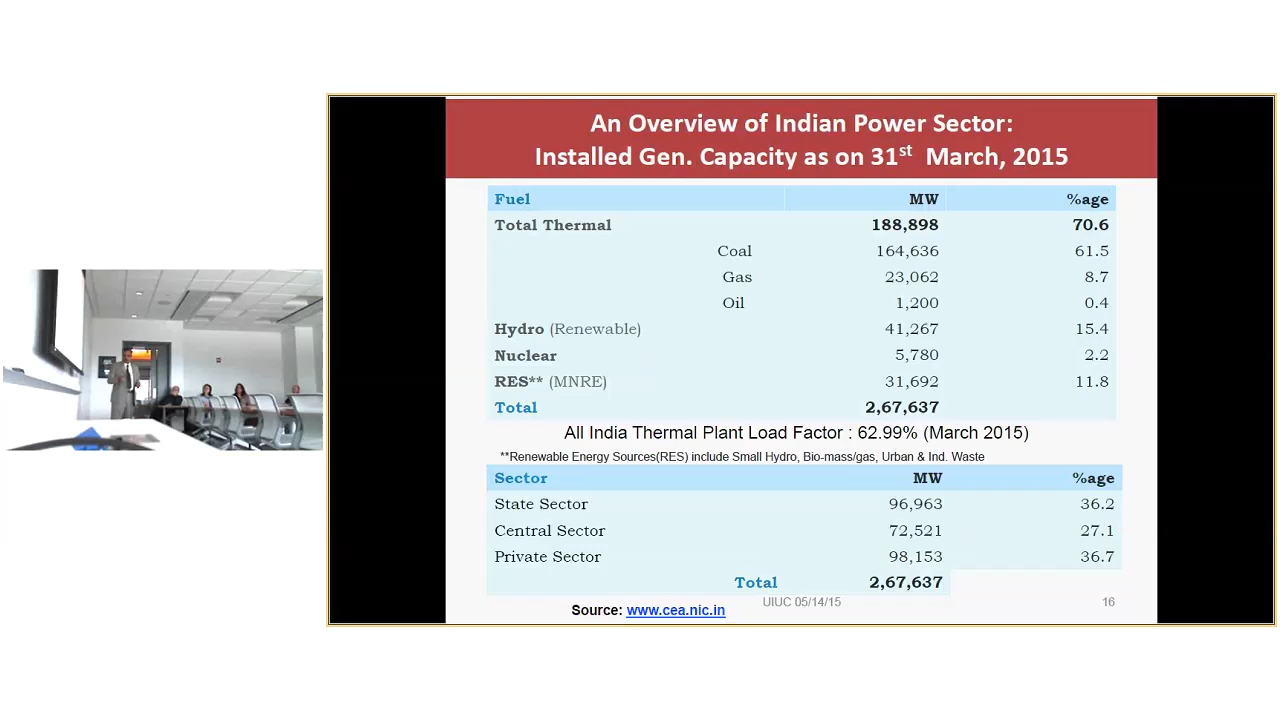 An Overview of Indian Power Sector:
Installed Gen. Capacity as on 31st March, 2015
Fuel MW %age
Total Thermal 188,898 70.6
Coal 164,636 61.5
Gas 23,062 8.7
Oil 1,200 0.4
Hydro (Renewable) 41,267 15.4
Nuclear 5,780 2.2
RES** (MNRE) 31,692 11.8
Total 2,67,637
All India Thermal Plant Load Factor : 62.99% (March 2015)
**Renewable Energy Sources(RES) include Small Hydro, Bio-mass/gas, Urban & Ind. Waste
Sector MW %age
State Sector 96,963 36.2
Central Sector 72,521 27.1
Private Sector 98,153 36.7
Total 2,67,637
UIUC 05/14/15 16
Source: www.cea.nic.in